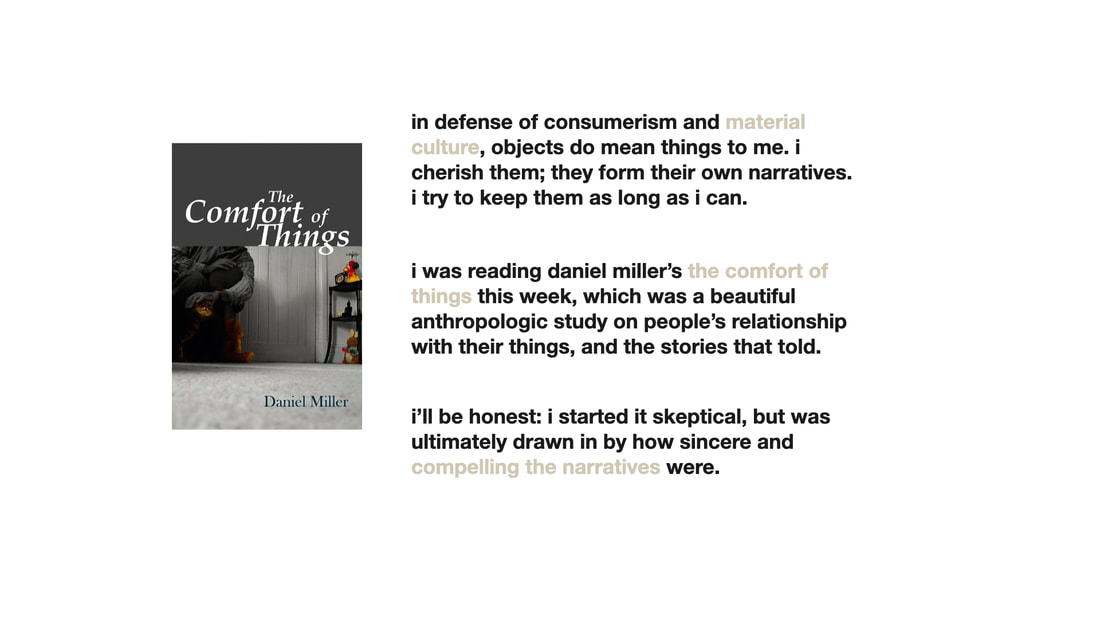 The
Comfort of
Things
Daniel Miller
in defense of consumerism and material
culture, objects do mean things to me. i
cherish them; they form their own narratives.
i try to keep them as long as i can.
i was reading daniel miller’s the comfort of
things this week, which was a beautiful
anthropologic study on people’s relationship
with their things, and the stories that told.
i’ll be honest: i started it skeptical, but was
ultimately drawn in by how sincere and
compelling the narratives were.